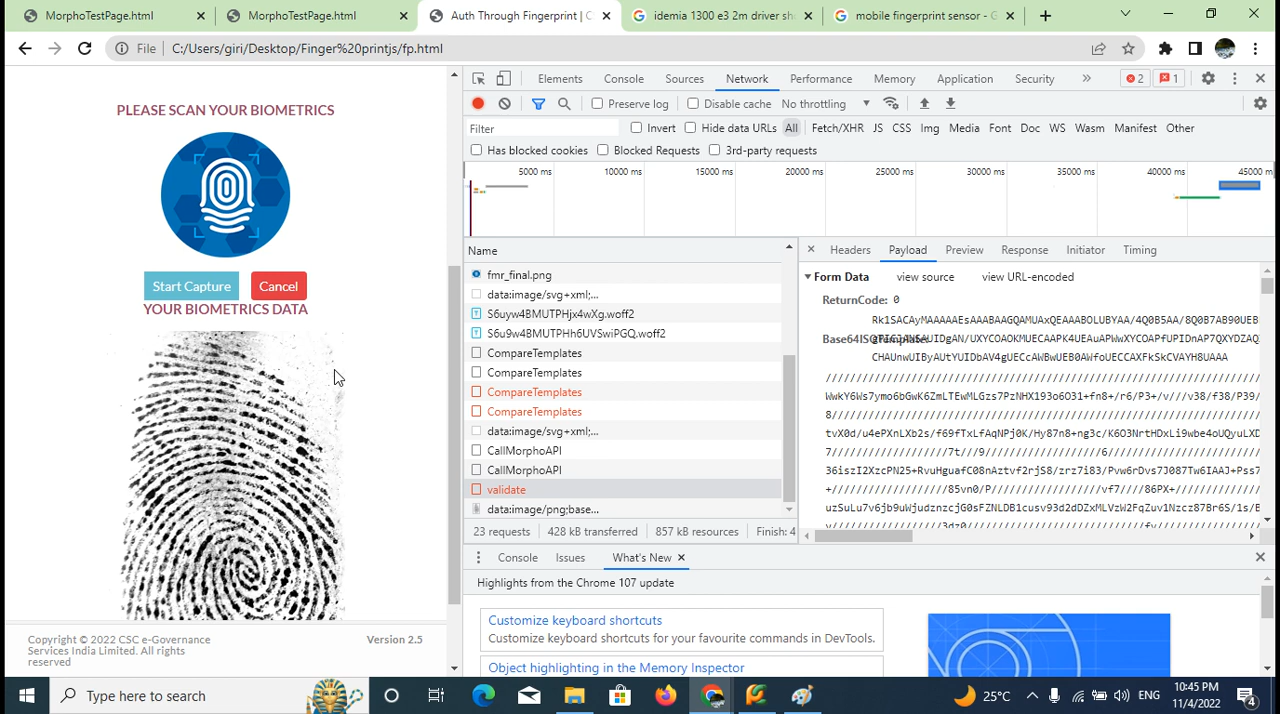 MorphoTestPage.html
MorphoTestPage.html
Auth Through Fingerprint | C
idemia 1300 e3 2m driver sh
mobile fingerprint sensor - G
File
C:/Users/giri/Desktop/Finger%20printjs/fp.html
PLEASE SCAN YOUR BIOMETRICS
Start Capture
Cancel
YOUR BIOMETRICS DATA
Copyright © 2022 CSC e-Governance
Services India Limited. All rights
reserved
Version 2.5
Elements Console Sources Network Performance Memory Application Security » 2 1
Preserve log Disable cache No throttling
Filter
Invert Hide data URLs All Fetch/XHR JS CSS Img Media Font Doc WS Wasm Manifest Other
Has blocked cookies Blocked Requests 3rd-party requests
5000 ms 10000 ms 15000 ms 20000 ms 25000 ms 30000 ms 35000 ms 40000 ms 45000 m
Name
fmr_final.png
data:image/svg+xml;...
S6uyw4BMUTPHjx4wXg.woff2
S6u9w4BMUTPHh6UVSwiPGQ.woff2
CompareTemplates
CompareTemplates
CompareTemplates
CompareTemplates
data:image/svg+xml;...
CallMorphoAPI
CallMorphoAPI
validate
data:image/png;base...
23 requests 428 kB transferred 857 kB resources Finish: 4
Headers Payload Preview Response Initiator Timing
Form Data view source view URL-encoded
ReturnCode: 0
Console Issues What's New
Highlights from the Chrome 107 update
Customize keyboard shortcuts
Customize keyboard shortcuts for your favourite commands in DevTools.
Object highlighting in the Memory Inspector
Type here to search
25°C
ENG
10:45 PM
11/4/2022
4